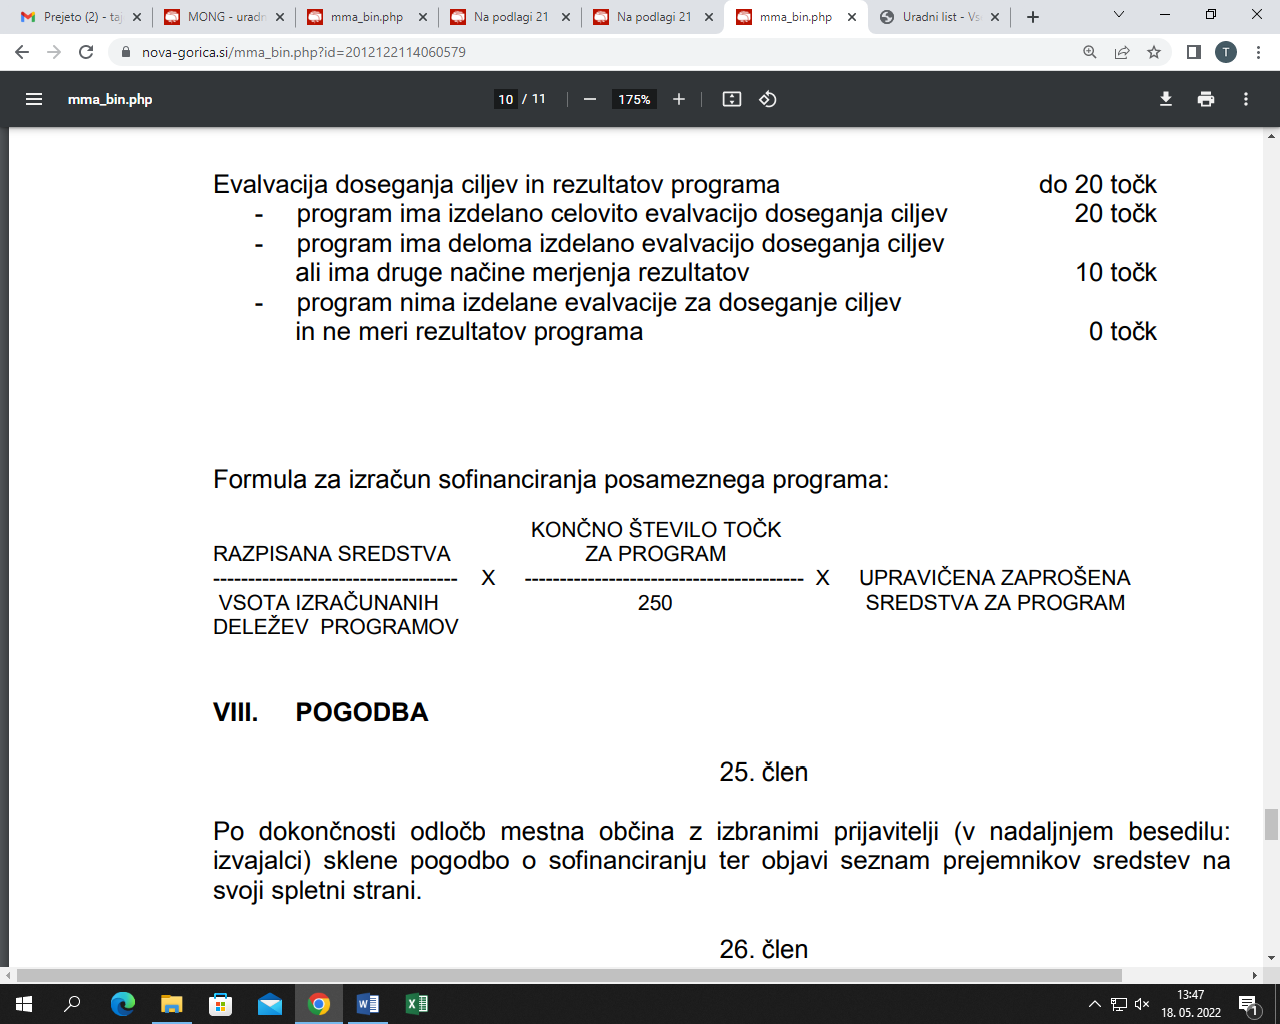 Prejeto (2) - taj
MONG - uradn
mma_bin.php
Na podlagi 21
Na podlagi 21
mma_bin.php
Uradni list - Vs
nova-gorica.si/mma_bin.php?id=2012122114060579
T
mma_bin.php
10 / 11
175%
Evalvacija doseganja ciljev in rezultatov programa do 20 točk
- program ima izdelano celovito evalvacijo doseganja ciljev 20 točk
- program ima deloma izdelano evalvacijo doseganja ciljev
ali ima druge načine merjenja rezultatov 10 točk
- program nima izdelane evalvacije za doseganje ciljev
in ne meri rezultatov programa 0 točk
Formula za izračun sofinanciranja posameznega programa:
KONČNO ŠTEVILO TOČK
RAZPISANA SREDSTVA ZA PROGRAM
----------------------------------- X ---------------------------------------- X UPRAVIČENA ZAPROŠENA
VSOTA IZRAČUNANIH 250 SREDSTVA ZA PROGRAM
DELEŽEV PROGRAMOV
VIII. POGODBA
25. člen
Po dokončnosti odločb mestna občina z izbranimi prijavitelji (v nadaljnjem besedilu:
izvajalci) sklene pogodbo o sofinanciranju ter objavi seznam prejemnikov sredstev na
svoji spletni strani.
26. člen
13:47
18. 05. 2022
1